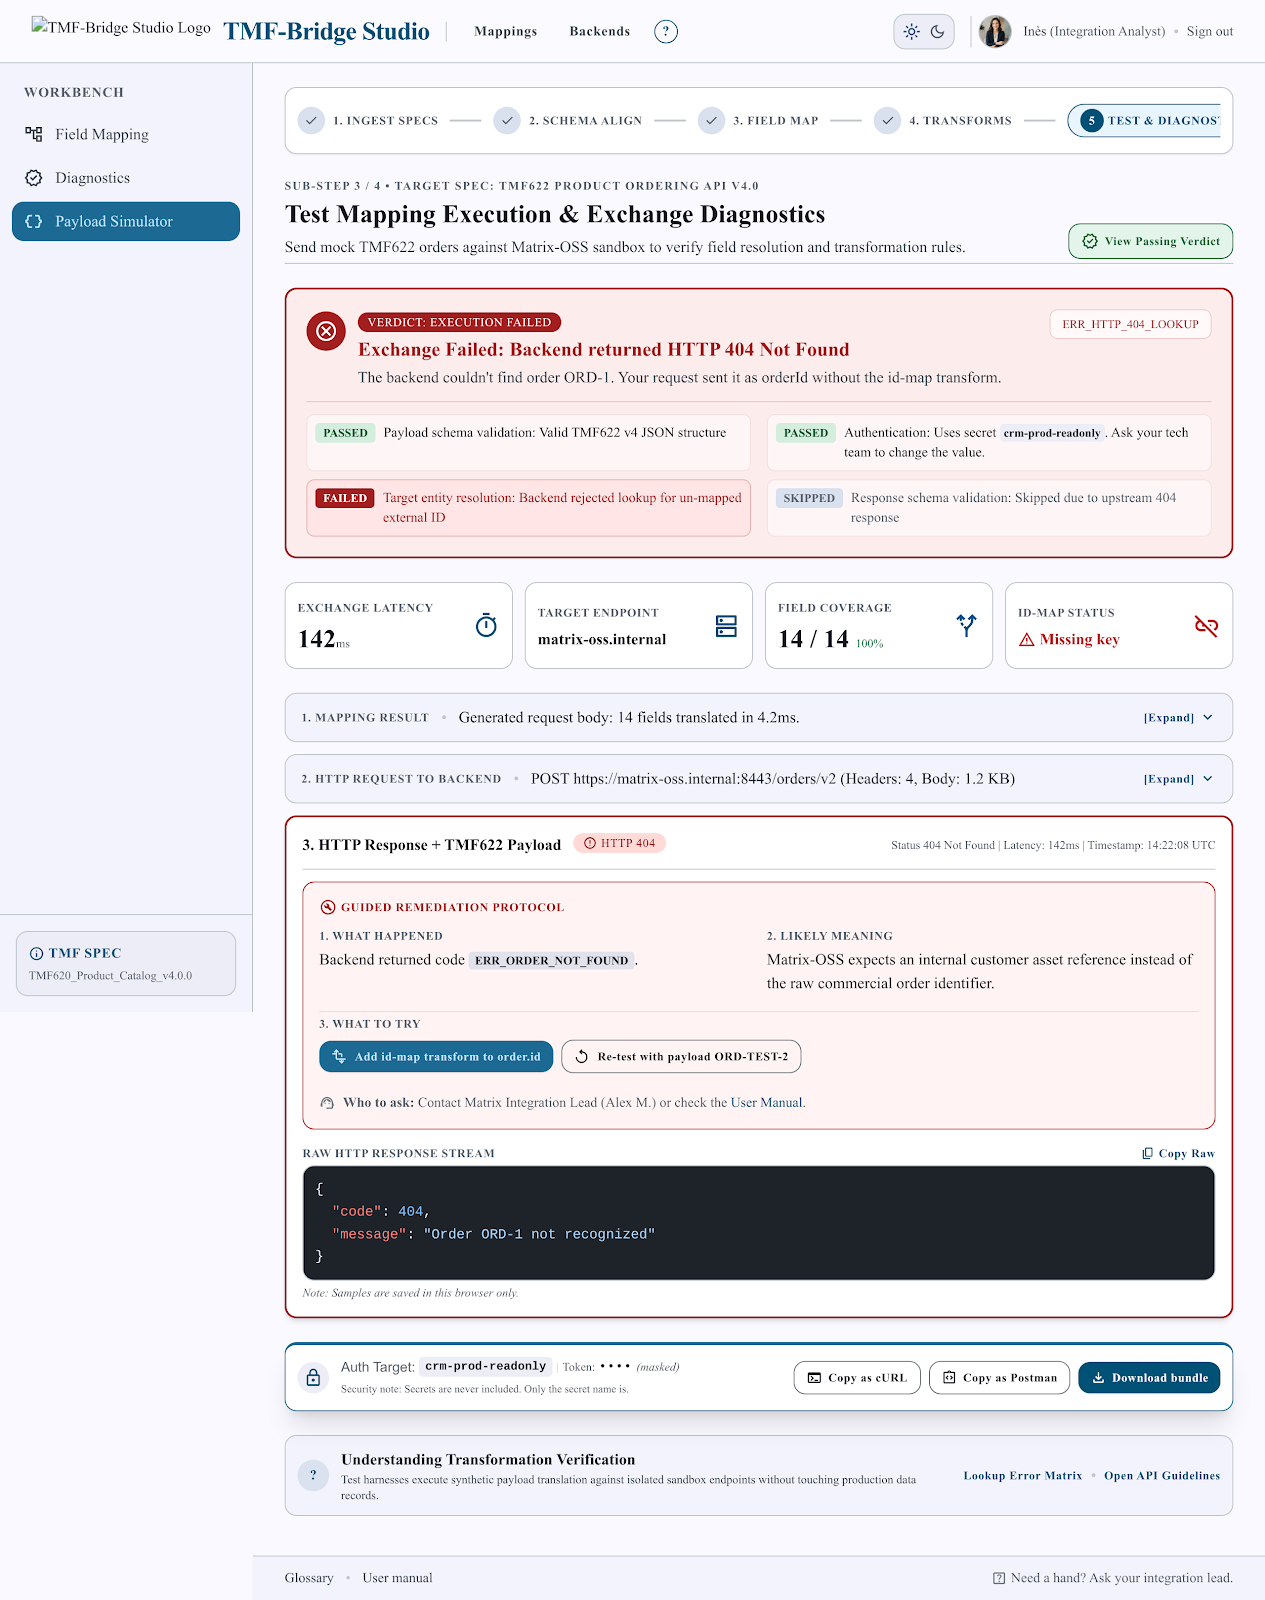 TMF-Bridge Studio Logo
TMF-Bridge Studio
Mappings
Backends
?
Inès (Integration Analyst) • Sign out
WORKBENCH
Field Mapping
Diagnostics
Payload Simulator
TMF SPEC
TMF620_Product_Catalog_v4.0.0
1. INGEST SPECS
2. SCHEMA ALIGN
3. FIELD MAP
4. TRANSFORMS
5 TEST & DIAGNOS
SUB-STEP 3 / 4 • TARGET SPEC: TMF622 PRODUCT ORDERING API V4.0
Test Mapping Execution & Exchange Diagnostics
Send mock TMF622 orders against Matrix-OSS sandbox to verify field resolution and transformation rules.
View Passing Verdict
VERDICT: EXECUTION FAILED
ERR_HTTP_404_LOOKUP
Exchange Failed: Backend returned HTTP 404 Not Found
The backend couldn't find order ORD-1. Your request sent it as orderId without the id-map transform.
PASSED Payload schema validation: Valid TMF622 v4 JSON structure
PASSED Authentication: Uses secret crm-prod-readonly . Ask your tech
team to change the value.
FAILED Target entity resolution: Backend rejected lookup for un-mapped
external ID
SKIPPED Response schema validation: Skipped due to upstream 404
response
EXCHANGE LATENCY
142ms
TARGET ENDPOINT
matrix-oss.internal
FIELD COVERAGE
14 / 14 100%
ID-MAP STATUS
Missing key
1. MAPPING RESULT • Generated request body: 14 fields translated in 4.2ms.
[Expand]
2. HTTP REQUEST TO BACKEND • POST https://matrix-oss.internal:8443/orders/v2 (Headers: 4, Body: 1.2 KB)
[Expand]
3. HTTP Response + TMF622 Payload
HTTP 404
Status 404 Not Found | Latency: 142ms | Timestamp: 14:22:08 UTC
GUIDED REMEDIATION PROTOCOL
1. WHAT HAPPENED
Backend returned code ERR_ORDER_NOT_FOUND .
2. LIKELY MEANING
Matrix-OSS expects an internal customer asset reference instead of
the raw commercial order identifier.
3. WHAT TO TRY
Add id-map transform to order.id
Re-test with payload ORD-TEST-2
Who to ask: Contact Matrix Integration Lead (Alex M.) or check the User Manual.
RAW HTTP RESPONSE STREAM
Copy Raw
{
"code": 404,
"message": "Order ORD-1 not recognized"
}
Note: Samples are saved in this browser only.
Auth Target: crm-prod-readonly | Token: •••• (masked)
Security note: Secrets are never included. Only the secret name is.
Copy as cURL
Copy as Postman
Download bundle
?
Understanding Transformation Verification
Test harnesses execute synthetic payload translation against isolated sandbox endpoints without touching production data
records.
Lookup Error Matrix • Open API Guidelines
Glossary • User manual
Need a hand? Ask your integration lead.